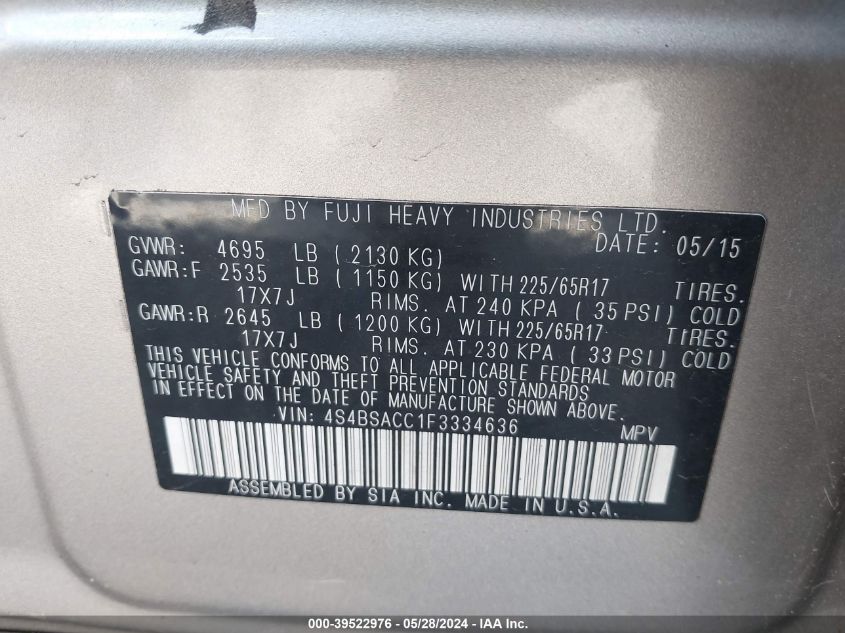 MFD BY FUJI HEAVY INDUSTRIES LTD.
DATE: 05/15
GVWR: 4695 LB ( 2130 KG)
GAWR:F 2535 LB ( 1150 KG) WITH 225/65R17 TIRES.
17X7J RIMS. AT 240 KPA ( 35 PSI) COLD
GAWR:R 2645 LB ( 1200 KG) WITH 225/65R17 TIRES.
17X7J RIMS. AT 230 KPA ( 33 PSI) COLD
THIS VEHICLE CONFORMS TO ALL APPLICABLE FEDERAL MOTOR
VEHICLE SAFETY AND THEFT PREVENTION STANDARDS
IN EFFECT ON THE DATE OF MANUFACTURE SHOWN ABOVE.
VIN: 4S4BSACC1F3334636 MPV
ASSEMBLED BY SIA INC. MADE IN U.S.A.
000-39522976 - 05/28/2024 - IAA